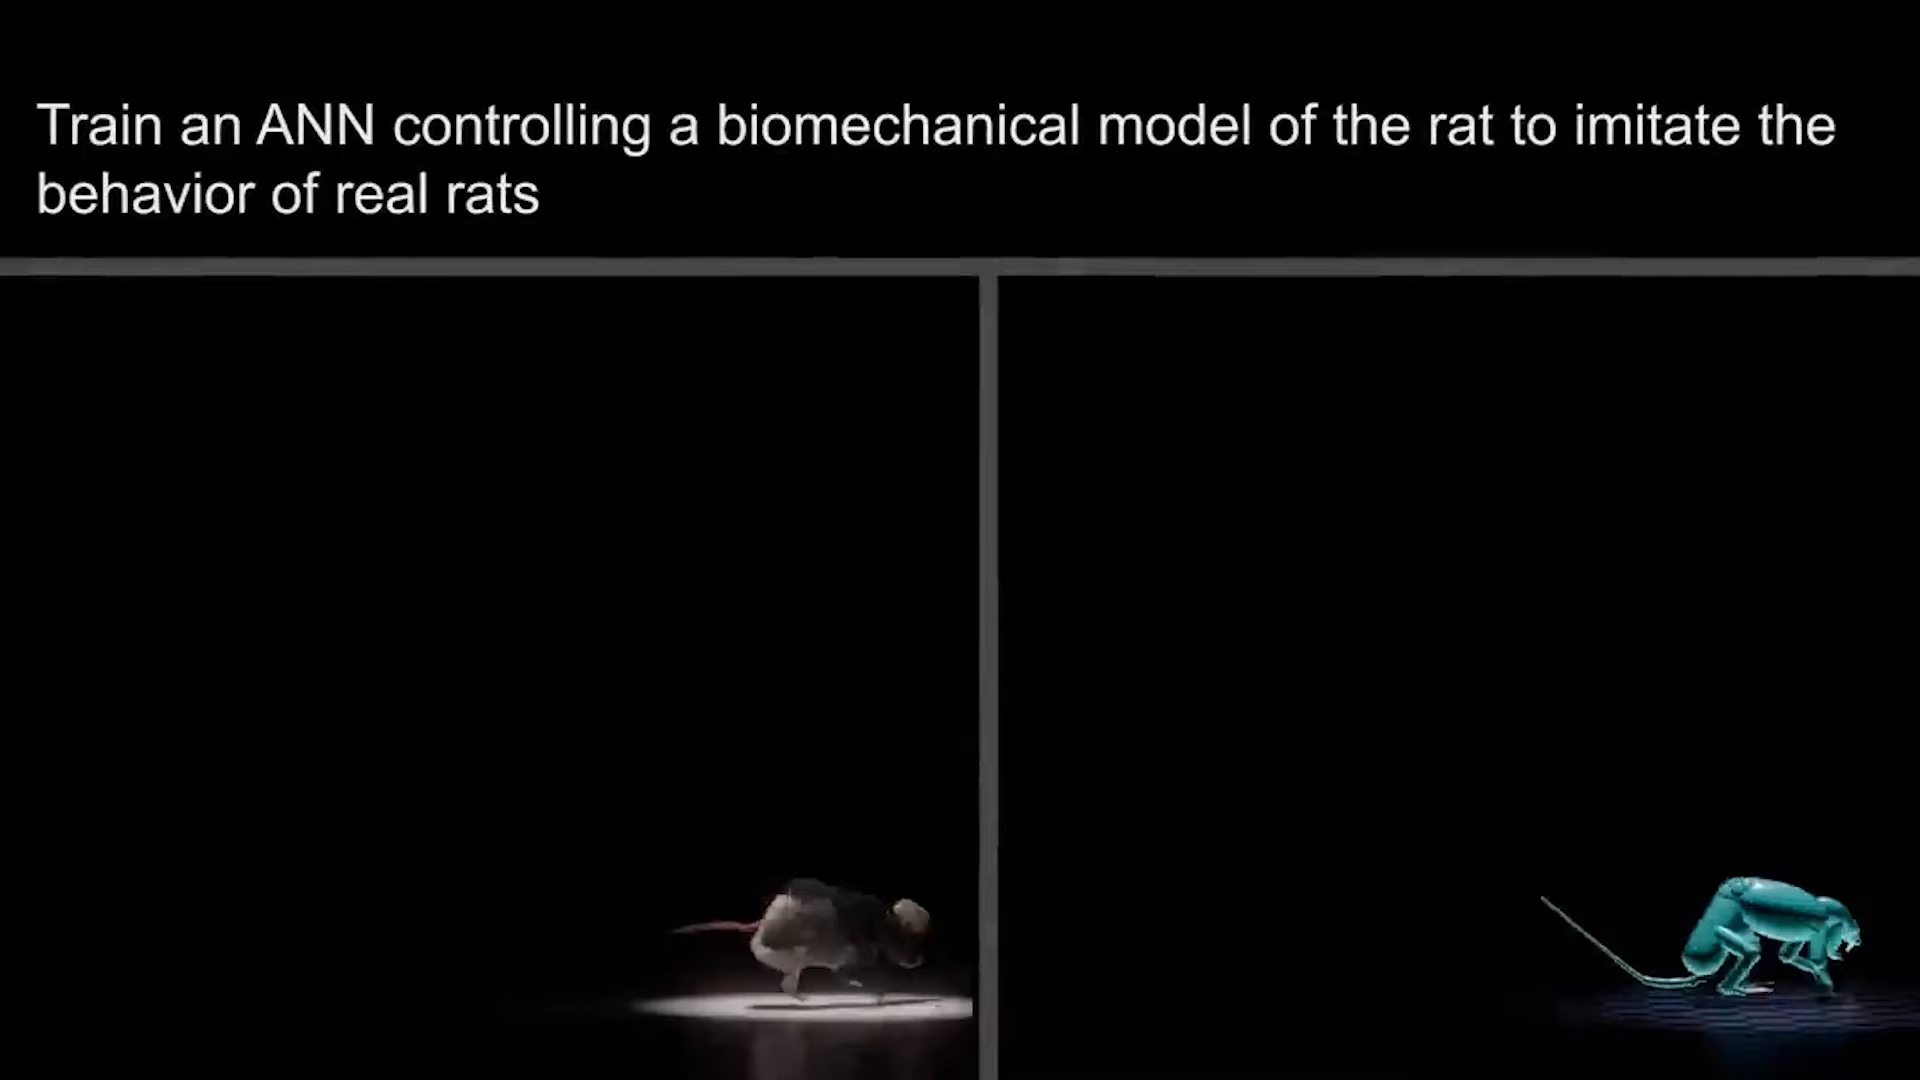 Train an ANN controlling a biomechanical model of the rat to imitate the
behavior of real rats